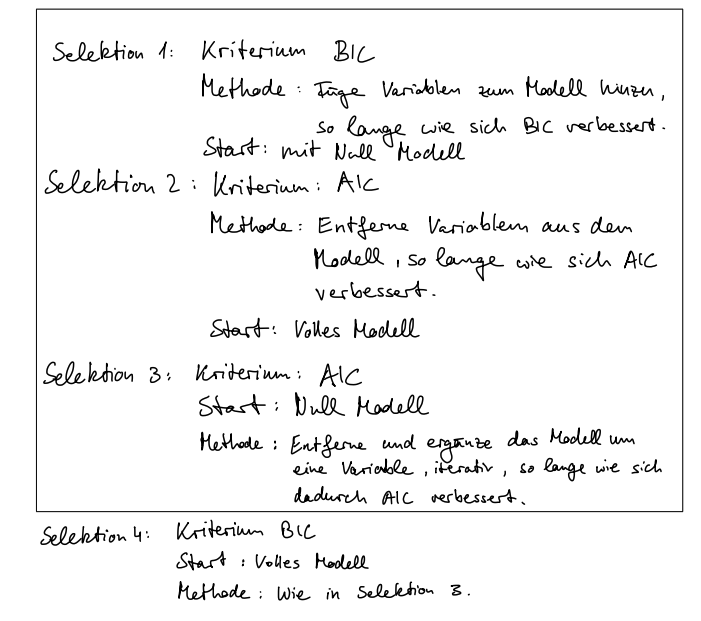 Selektion 1: Kriterium BIC
Methode: Füge Variablen zum Modell hinzu,
so lange wie sich BIC verbessert.
Start: mit Null Modell
Selektion 2: Kriterium: AIC
Methode: Entferne Variablen aus dem
Modell, so lange wie sich AIC
verbessert.
Start: Volles Modell
Selektion 3: Kriterium: AIC
Start: Null Modell
Methode: Entferne und ergänze das Modell um
eine Variable, iterativ, so lange wie sich
dadurch AIC verbessert.
Selektion 4: Kriterium BIC
Start: Volles Modell
Methode: Wie in Selektion 3.